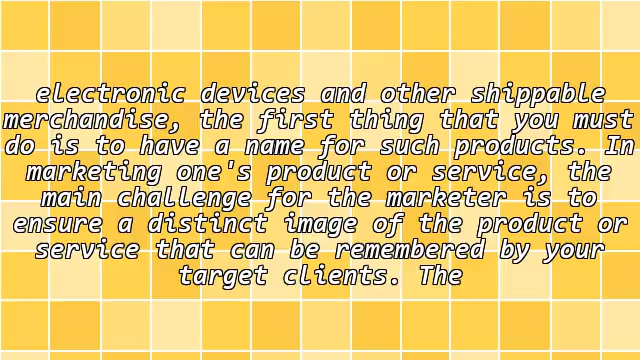 electronic devices and other shippable
merchandise, the first thing that you must
do is to have a name for such products. In
marketing one's product or service, the
main challenge for the marketer is to
ensure a distinct image of the product or
service that can be remembered by your
target clients. The